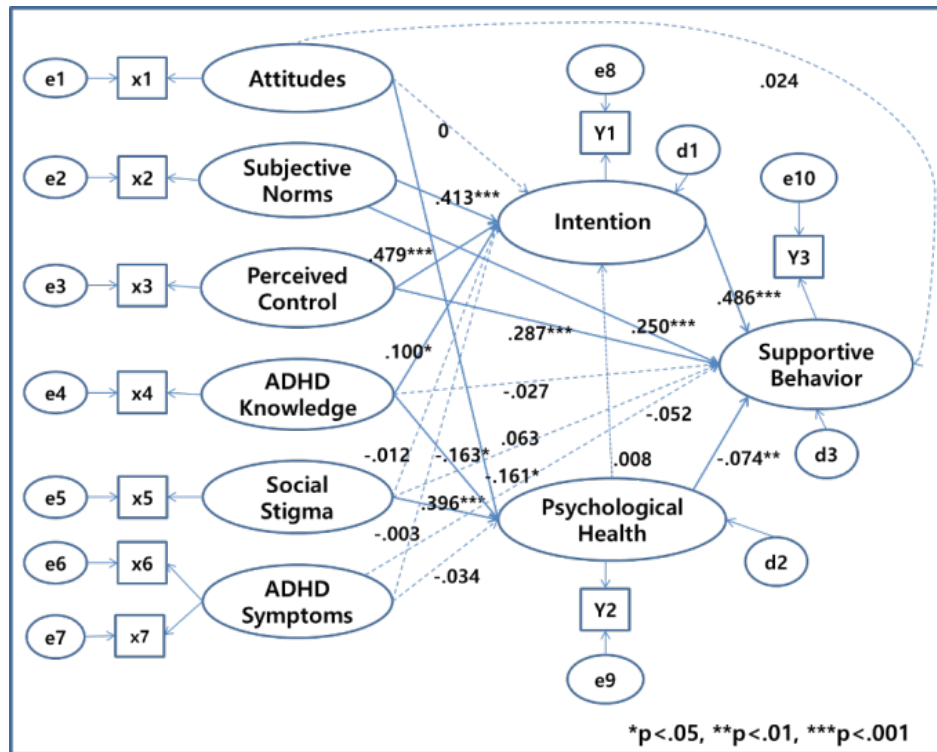 e1
x1
Attitudes
e8
.024
0
Y1
d1
e2
x2
Subjective
Norms
.413***
Intention
e10
Y3
e3
x3
Perceived
Control
.479***
.486***
.287***
.250***
.100*
Supportive
Behavior
e4
x4
ADHD
Knowledge
-.027
-.052
.063
-.012
-.163*
-.161*
.008
-.074**
d3
e5
x5
Social
Stigma
.396***
Psychological
Health
-.003
-.034
d2
e6
x6
ADHD
Symptoms
e7
x7
Y2
e9
*p<.05, **p<.01, ***p<.001